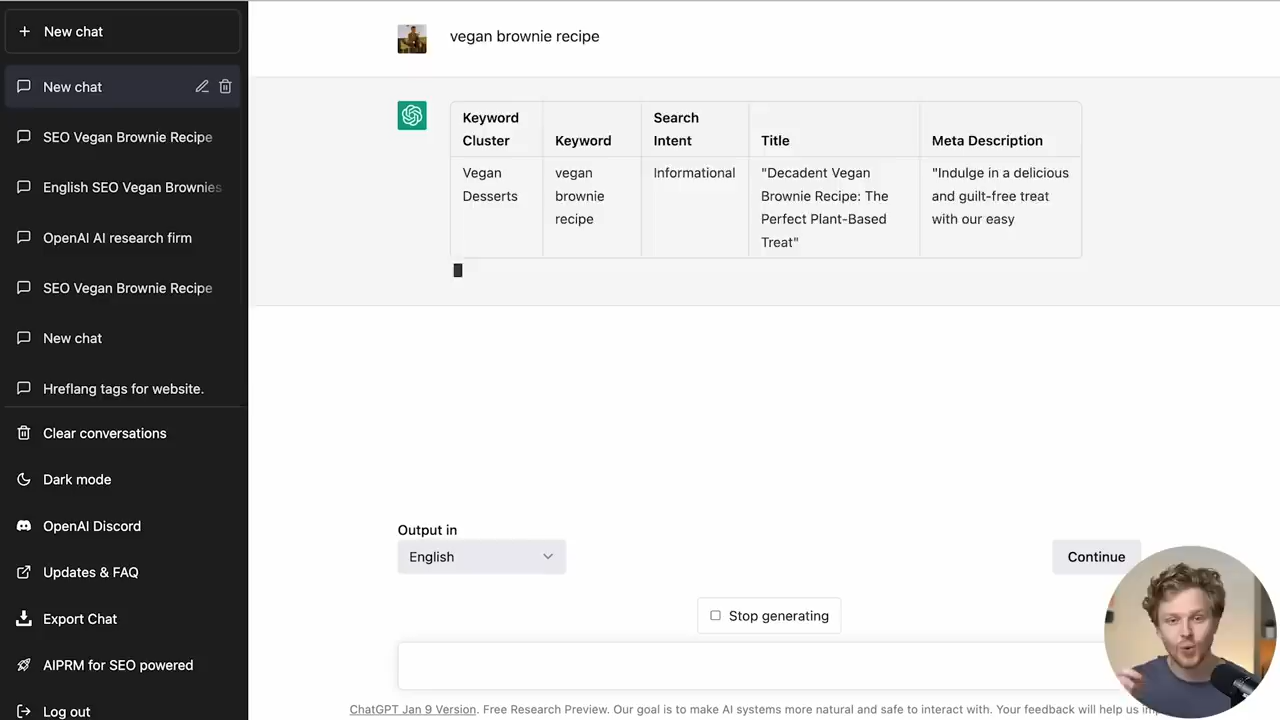 New chat
New chat
SEO Vegan Brownie Recipe
English SEO Vegan Brownies
OpenAI AI research firm
SEO Vegan Brownie Recipe
New chat
Hreflang tags for website.
Clear conversations
Dark mode
OpenAI Discord
Updates & FAQ
Export Chat
AIPRM for SEO powered
Log out
vegan brownie recipe
Keyword Cluster
Keyword
Search Intent
Title
Meta Description
Vegan
Desserts
vegan
brownie
recipe
Informational
"Decadent Vegan
Brownie Recipe: The
Perfect Plant-Based
Treat"
"Indulge in a delicious
and guilt-free treat
with our easy
Output in
English
Continue
Stop generating
ChatGPT Jan 9 Version. Free Research Preview. Our goal is to make AI systems more natural and safe to interact with. Your feedback will help us